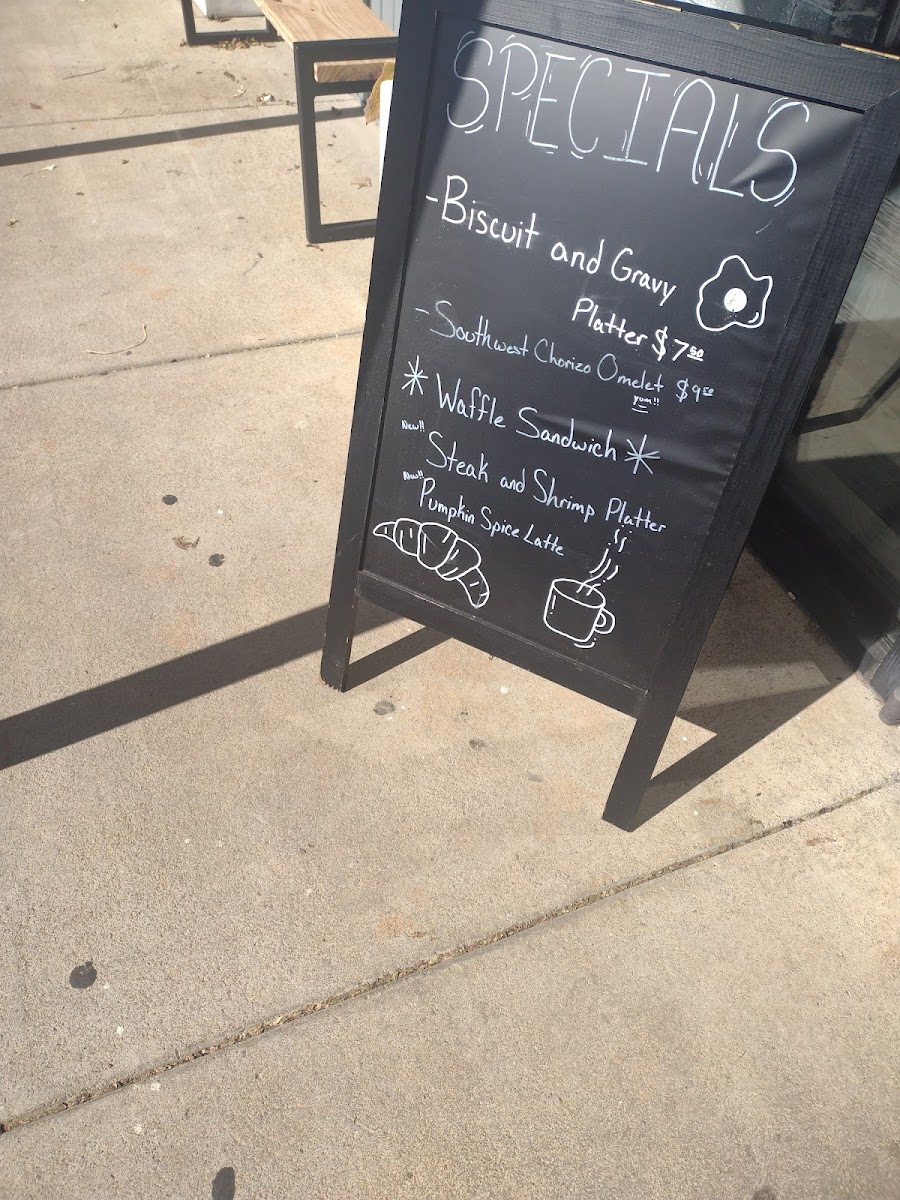 SPECIALS
-Biscuit and Gravy
Platter $7.50
-Southwest Chorizo Omelet $9.50
yum!!
* Waffle Sandwich *
New!!
Steak and Shrimp Platter
New!!
Pumpkin Spice Latte